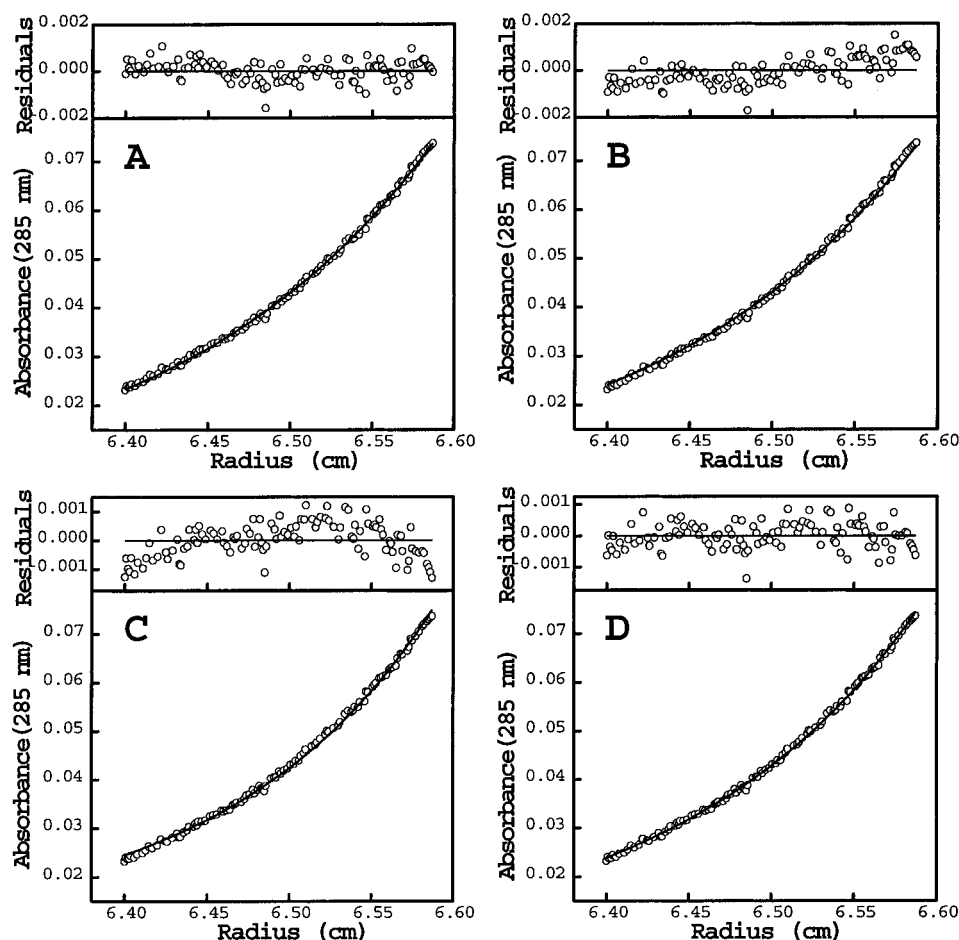 Residuals
0.002
0.000
-0.002
A
Absorbance(285 nm)
0.07
0.06
0.05
0.04
0.03
0.02
6.40 6.45 6.50 6.55 6.60
Radius (cm)
Residuals
0.002
0.000
-0.002
B
Absorbance(285 nm)
0.07
0.06
0.05
0.04
0.03
0.02
6.40 6.45 6.50 6.55 6.60
Radius (cm)
Residuals
0.001
0.000
0.001
C
Absorbance(285 nm)
0.07
0.06
0.05
0.04
0.03
0.02
6.40 6.45 6.50 6.55 6.60
Radius (cm)
Residuals
0.001
0.000
-0.001
D
Absorbance(285 nm)
0.07
0.06
0.05
0.04
0.03
0.02
6.40 6.45 6.50 6.55 6.60
Radius (cm)